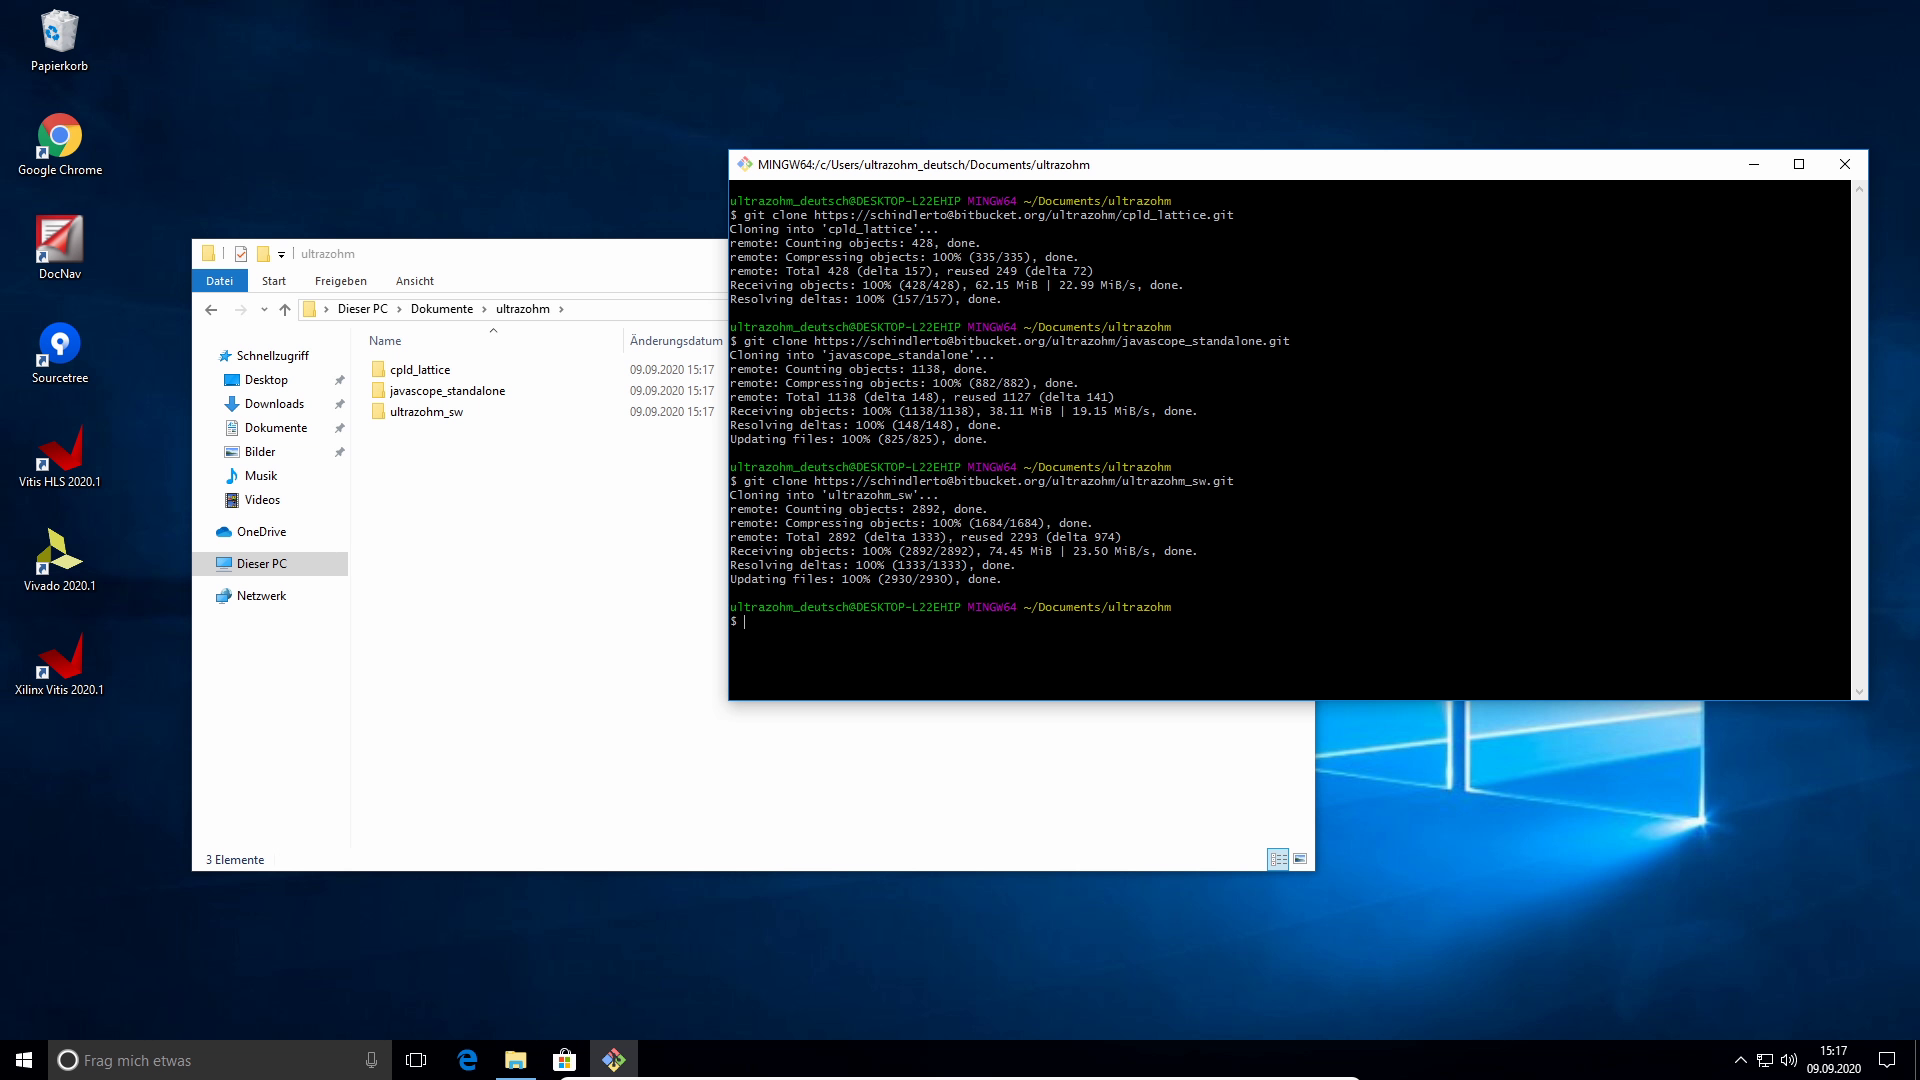 Papierkorb
Google Chrome
DocNav
Sourcetree
Vitis HLS 2020.1
Vivado 2020.1
Xilinx Vitis 2020.1
ultrazohm
Datei Start Freigeben Ansicht
Dieser PC Dokumente ultrazohm
Name Änderungsdatum
Schnellzugriff
Desktop
Downloads
Dokumente
Bilder
Musik
Videos
OneDrive
Dieser PC
Netzwerk
cpld_lattice 09.09.2020 15:17
javascope_standalone 09.09.2020 15:17
ultrazohm_sw 09.09.2020 15:17
3 Elemente
MINGW64:/c/Users/ultrazohm_deutsch/Documents/ultrazohm
ultrazohm_deutsch@DESKTOP-L22EHIP MINGW64 ~/Documents/ultrazohm
$ git clone https://schindlerto@bitbucket.org/ultrazohm/cpld_lattice.git
Cloning into 'cpld_lattice'...
remote: Counting objects: 428, done.
remote: Compressing objects: 100% (335/335), done.
remote: Total 428 (delta 157), reused 249 (delta 72)
Receiving objects: 100% (428/428), 62.15 MiB | 22.99 MiB/s, done.
Resolving deltas: 100% (157/157), done.
ultrazohm_deutsch@DESKTOP-L22EHIP MINGW64 ~/Documents/ultrazohm
$ git clone https://schindlerto@bitbucket.org/ultrazohm/javascope_standalone.git
Cloning into 'javascope_standalone'...
remote: Counting objects: 1138, done.
remote: Compressing objects: 100% (882/882), done.
remote: Total 1138 (delta 148), reused 1127 (delta 141)
Receiving objects: 100% (1138/1138), 38.11 MiB | 19.15 MiB/s, done.
Resolving deltas: 100% (148/148), done.
Updating files: 100% (825/825), done.
ultrazohm_deutsch@DESKTOP-L22EHIP MINGW64 ~/Documents/ultrazohm
$ git clone https://schindlerto@bitbucket.org/ultrazohm/ultrazohm_sw.git
Cloning into 'ultrazohm_sw'...
remote: Counting objects: 2892, done.
remote: Compressing objects: 100% (1684/1684), done.
remote: Total 2892 (delta 1333), reused 2293 (delta 974)
Receiving objects: 100% (2892/2892), 74.45 MiB | 23.50 MiB/s, done.
Resolving deltas: 100% (1333/1333), done.
Updating files: 100% (2930/2930), done.
ultrazohm_deutsch@DESKTOP-L22EHIP MINGW64 ~/Documents/ultrazohm
$
Frag mich etwas
15:17
09.09.2020